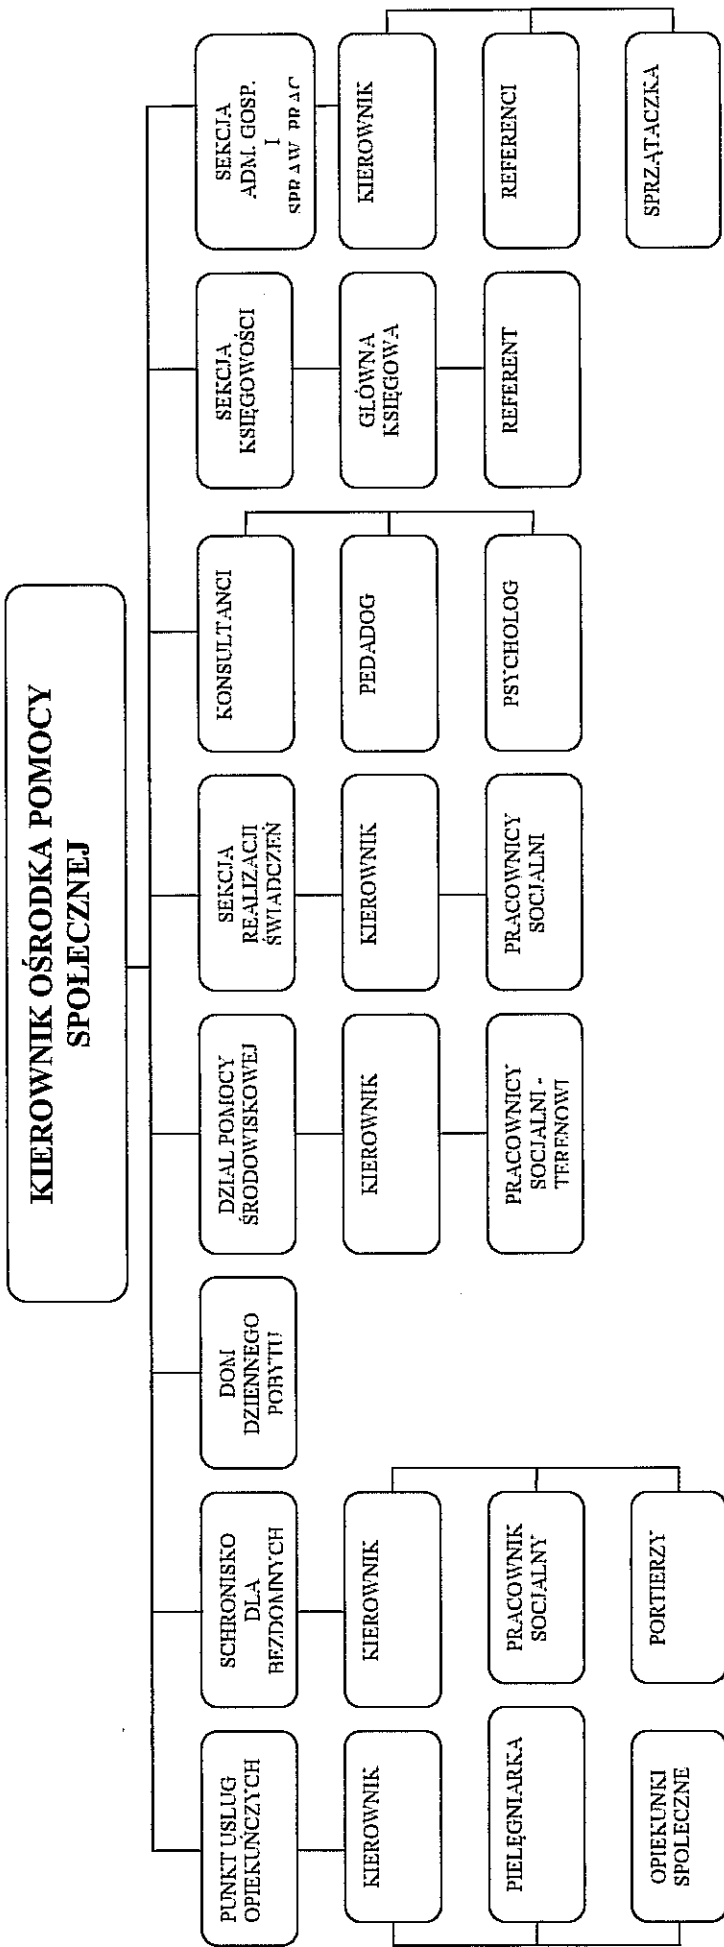 KIEROWNIK OŚRODKA POMOCY
SPOŁECZNEJ
PUNKT USŁUG
OPIEKUŃCZYCH
SCHRONISKO
DLA
BEZDOMNYCH
DOM
DZIENNEGO
POBYTU
DZIAŁ POMOCY
ŚRODOWISKOWEJ
SEKCJA
REALIZACJI
ŚWIADCZEŃ
KONSULTANCI
SEKCJA
KSIĘGOWOŚCI
SEKCJA
ADM. GOSP.
I
SPRAW PRAC
KIEROWNIK
KIEROWNIK
KIEROWNIK
KIEROWNIK
PEDADOG
GŁÓWNA
KSIĘGOWA
KIEROWNIK
PIELĘGNIARKA
PRACOWNIK
SOCJALNY
PRACOWNICY
SOCJALNI -
TERENOWI
PRACOWNICY
SOCJALNI
PSYCHOLOG
REFERENT
REFERENCI
OPIEKUNKI
SPOŁECZNE
PORTIERZY
SPRZĄTACZKA